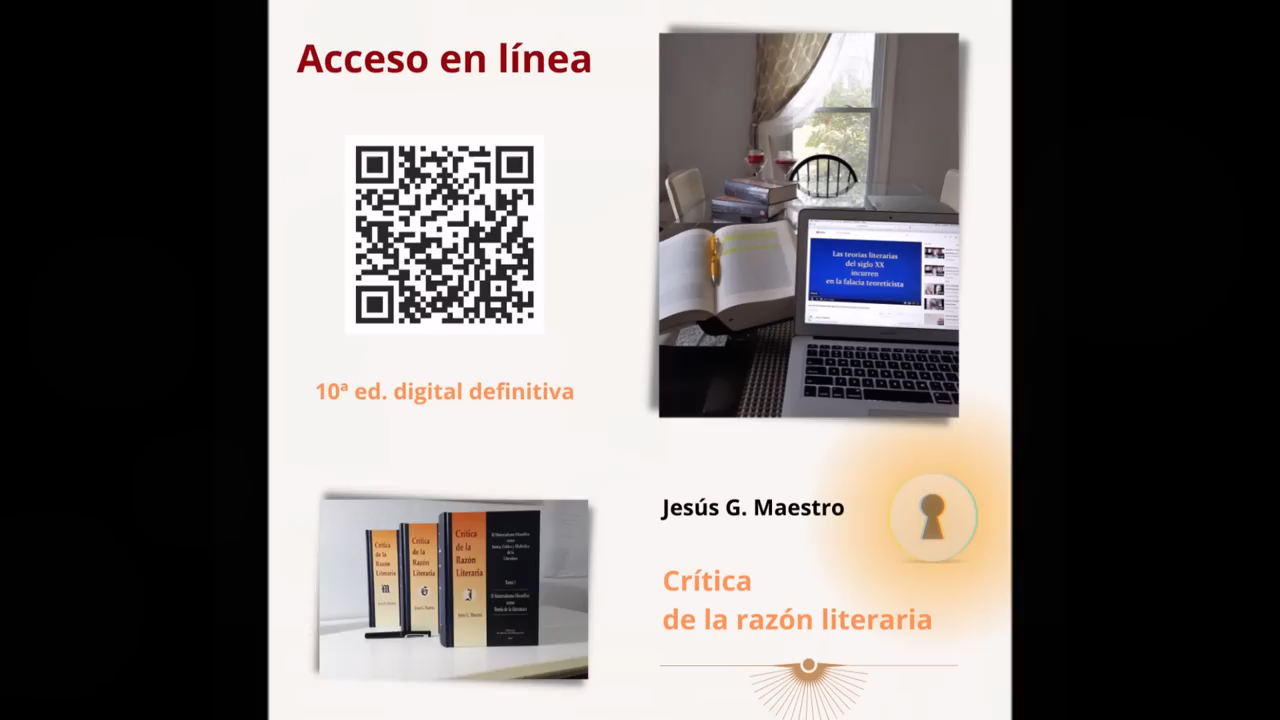 Acceso en línea
10ª ed. digital definitiva
Las teorías literarias
del siglo XX
incurren
en la falacia teoreticista
Crítica
de la
Razón
Literaria
Crítica
de la
Razón
Literaria
Crítica
de la
Razón
Literaria
Jesús G. Maestro
Crítica
de la razón literaria